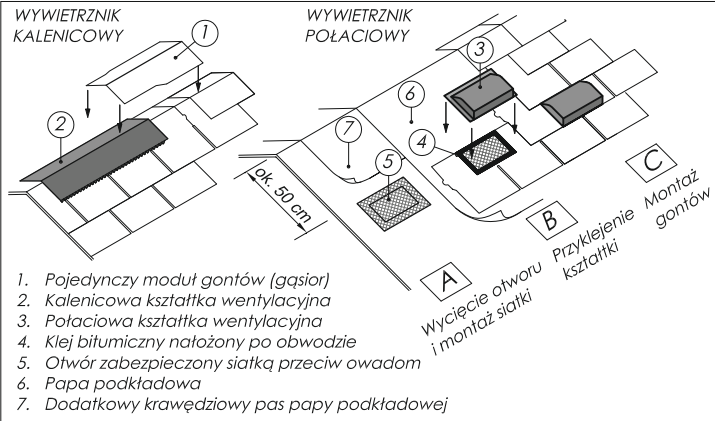 WYWIETRZNIK
KALENICOWY
1
2
WYWIETRZNIK
POŁACIOWY
3
6
4
7
5
ok. 50 cm
A
Wycięcie otworu
i montaż siatki
B
Przyklejenie
kształtki
C
Montaż
gontów
1. Pojedynczy moduł gontów (gąsior)
2. Kalenicowa kształtka wentylacyjna
3. Połaciowa kształtka wentylacyjna
4. Klej bitumiczny nałożony po obwodzie
5. Otwór zabezpieczony siatką przeciw owadom
6. Papa podkładowa
7. Dodatkowy krawędziowy pas papy podkładowej